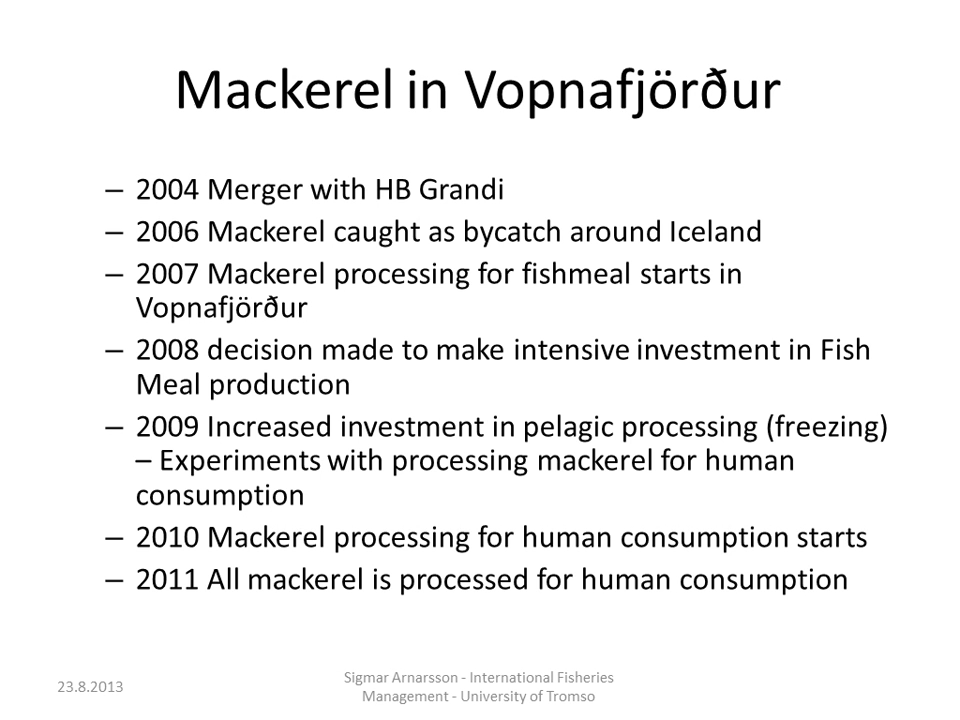 Mackerel in Vopnafjörður
– 2004 Merger with HB Grandi
– 2006 Mackerel caught as bycatch around Iceland
– 2007 Mackerel processing for fishmeal starts in
Vopnafjörður
– 2008 decision made to make intensive investment in Fish
Meal production
– 2009 Increased investment in pelagic processing (freezing)
– Experiments with processing mackerel for human
consumption
– 2010 Mackerel processing for human consumption starts
– 2011 All mackerel is processed for human consumption
23.8.2013
Sigmar Arnarsson - International Fisheries
Management - University of Tromso